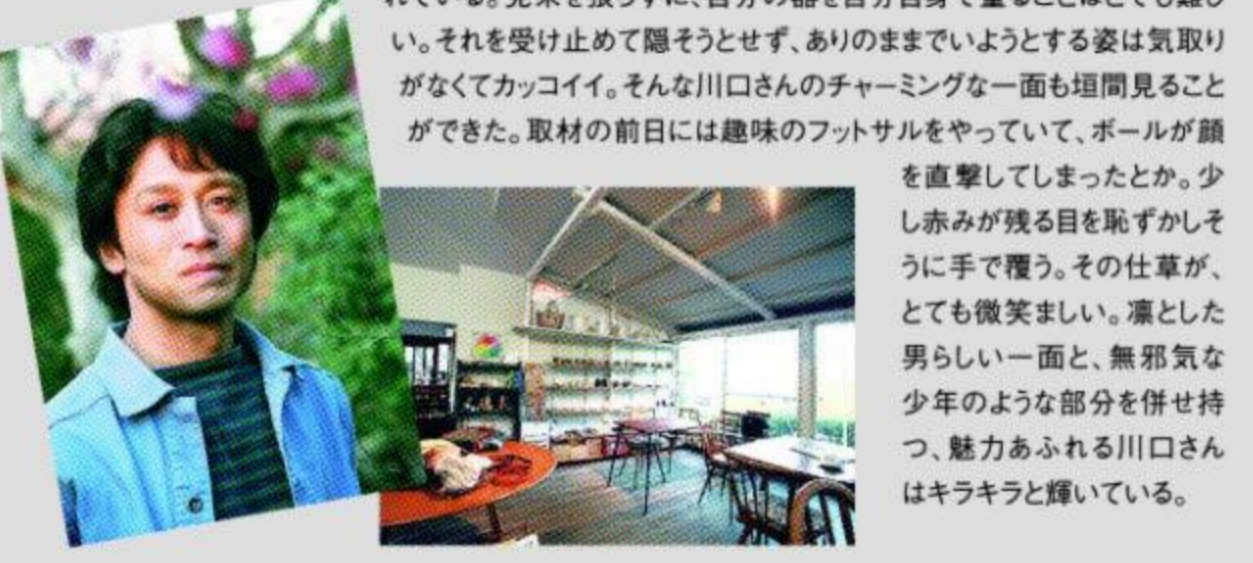 い。それを受け止めて隠そうとせず、ありのままでいようとする姿は気取り
がなくてカッコイイ。そんな川口さんのチャーミングな一面も垣間見ること
ができた。取材の前日には趣味のフットサルをやっていて、ボールが顔
を直撃してしまったとか。少
し赤みが残る目を恥ずかしそ
うに手で覆う。その仕草が、
とても微笑ましい。凛とした
男らしい一面と、無邪気な
少年のような部分を併せ持
つ、魅力あふれる川口さん
はキラキラと輝いている。